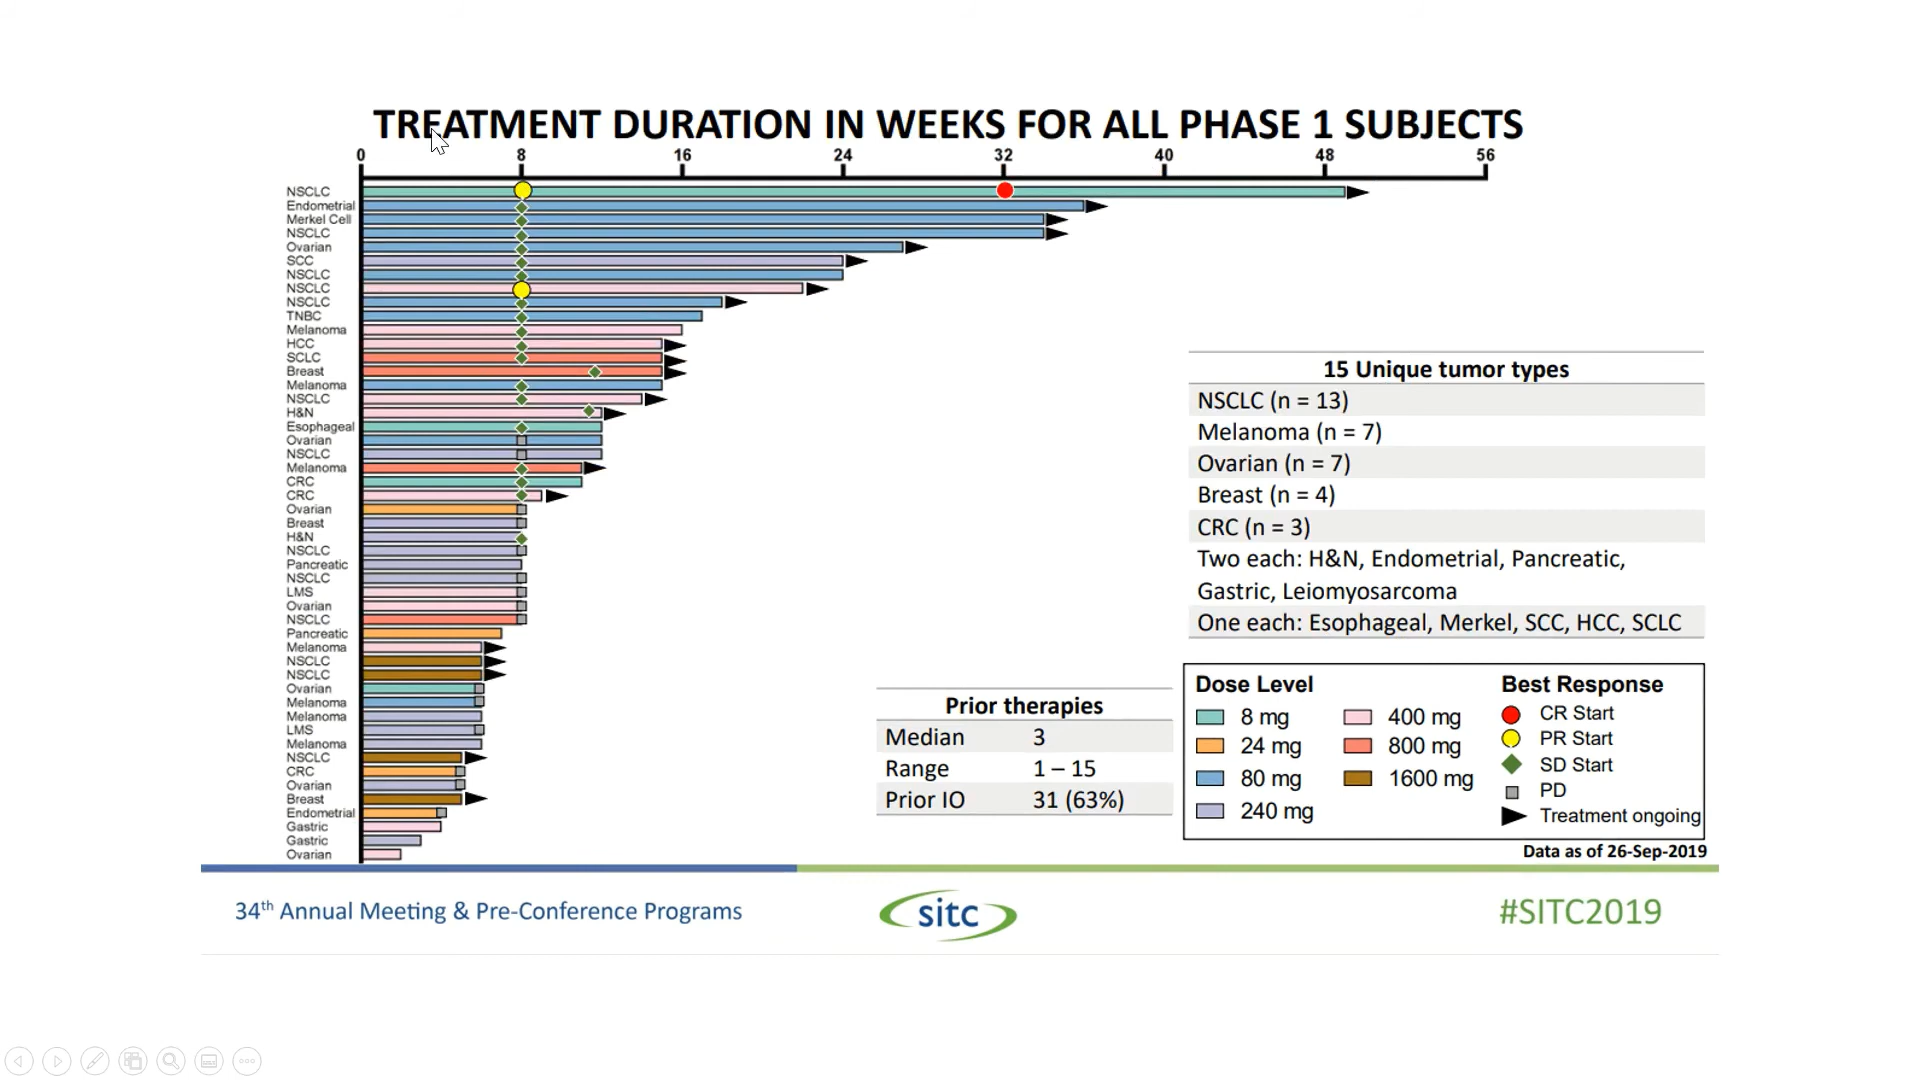 TREATMENT DURATION IN WEEKS FOR ALL PHASE 1 SUBJECTS
0 8 16 24 32 40 48 56
NSCLC
Endometrial
Merkel Cell
NSCLC
Ovarian
SCC
NSCLC
NSCLC
NSCLC
TNBC
Melanoma
HCC
SCLC
Breast
Melanoma
NSCLC
H&N
Esophageal
Ovarian
NSCLC
Melanoma
CRC
CRC
Ovarian
Breast
H&N
NSCLC
Pancreatic
NSCLC
LMS
Ovarian
NSCLC
Pancreatic
Melanoma
NSCLC
NSCLC
Ovarian
Melanoma
Melanoma
LMS
Melanoma
NSCLC
CRC
Ovarian
Breast
Endometrial
Gastric
Gastric
Ovarian
15 Unique tumor types
NSCLC (n = 13)
Melanoma (n = 7)
Ovarian (n = 7)
Breast (n = 4)
CRC (n = 3)
Two each: H&N, Endometrial, Pancreatic,
Gastric, Leiomyosarcoma
One each: Esophageal, Merkel, SCC, HCC, SCLC
Prior therapies
Median 3
Range 1 – 15
Prior IO 31 (63%)
Dose Level
8 mg
24 mg
80 mg
240 mg
400 mg
800 mg
1600 mg
Best Response
CR Start
PR Start
SD Start
PD
Treatment ongoing
Data as of 26-Sep-2019
34th Annual Meeting & Pre-Conference Programs
sitc
#SITC2019